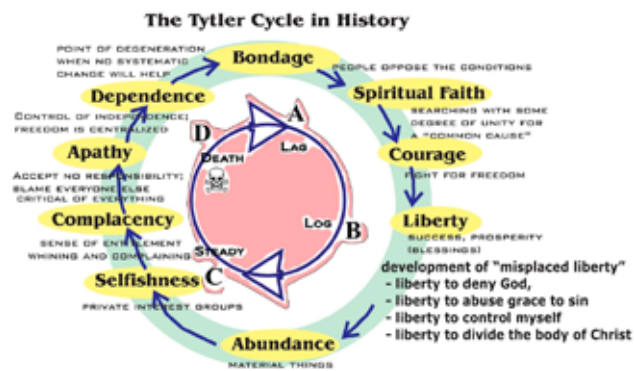 The Tytler Cycle in History
POINT OF DEGENERATION
WHEN NO SYSTEMATIC
CHANGE WILL HELP
Bondage
PEOPLE OPPOSE THE CONDITIONS
Spiritual Faith
SEARCHING WITH SOME
DEGREE OF UNITY FOR
A "COMMON CAUSE"
Courage
FIGHT FOR FREEDOM
Liberty
SUCCESS, PROSPERITY
(BLESSINGS)
development of "misplaced liberty"
- liberty to deny God,
- liberty to abuse grace to sin
- liberty to control myself
- liberty to divide the body of Christ
Abundance
MATERIAL THINGS
Selfishness
PRIVATE INTEREST GROUPS
Complacency
SENSE OF ENTITLEMENT
WHINING AND COMPLAINING
Apathy
ACCEPT NO RESPONSIBILITY;
BLAME EVERYONE ELSE
CRITICAL OF EVERYTHING
Dependence
CONTROL OF INDEPENDENCE;
FREEDOM IS CENTRALIZED
A
LAG
B
LOG
C
STEADY
D
DEATH